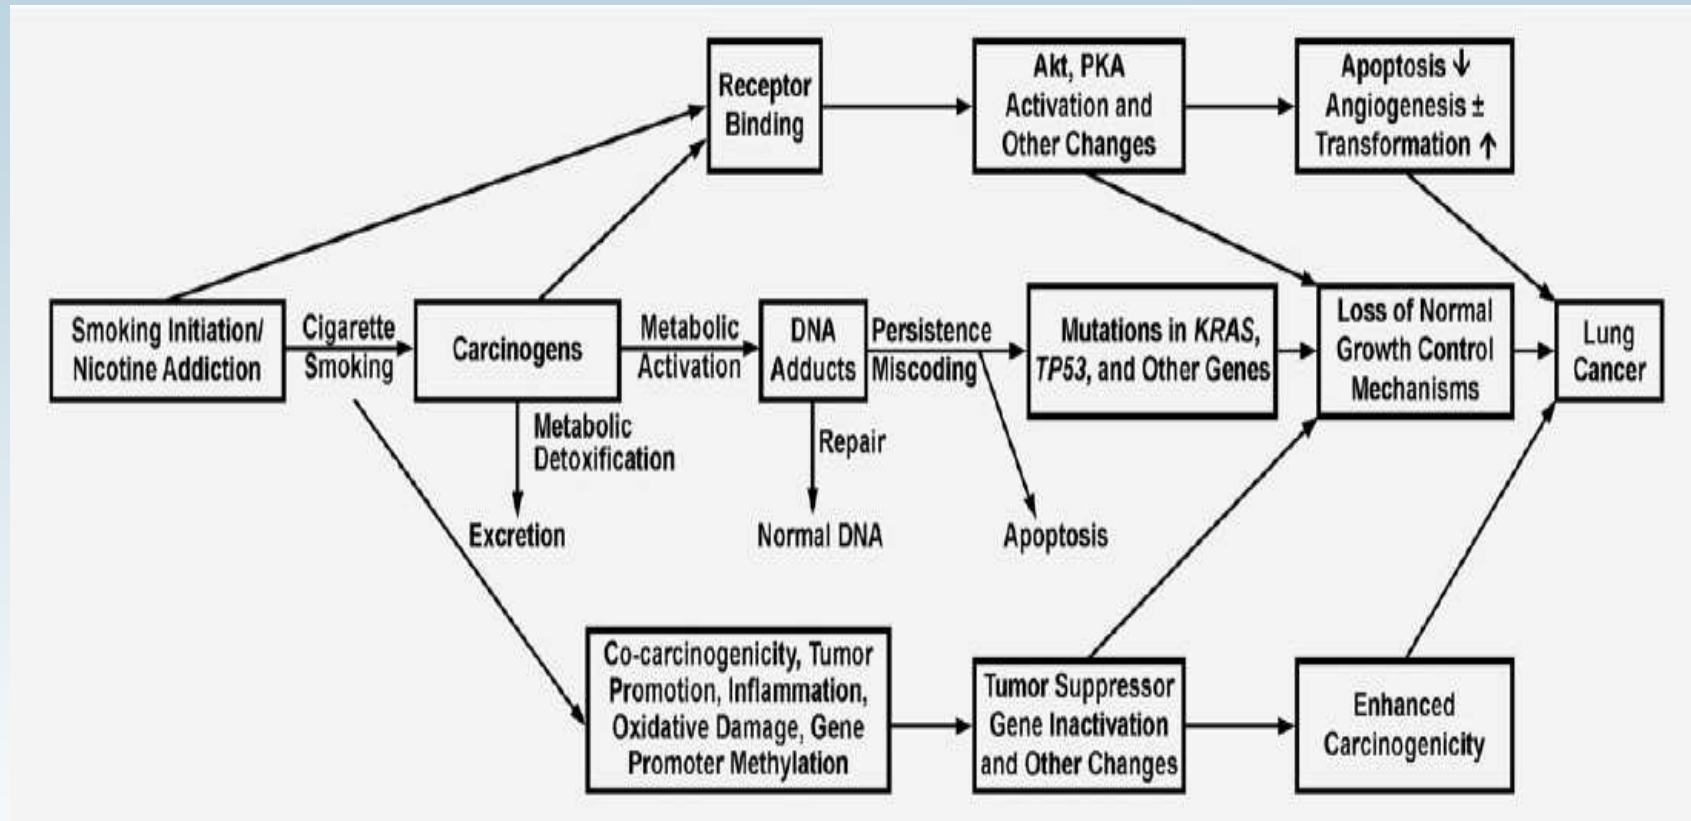 Receptor
Binding
Akt, PKA
Activation and
Other Changes
Apoptosis ↓
Angiogenesis ±
Transformation ↑
Smoking Initiation/
Nicotine Addiction
Cigarette
Smoking
Carcinogens
Metabolic
Activation
DNA
Adducts
Persistence
Miscoding
Mutations in KRAS,
TP53, and Other Genes
Loss of Normal
Growth Control
Mechanisms
Lung
Cancer
Metabolic
Detoxification
Repair
Excretion
Normal DNA
Apoptosis
Co-carcinogenicity, Tumor
Promotion, Inflammation,
Oxidative Damage, Gene
Promoter Methylation
Tumor Suppressor
Gene Inactivation
and Other Changes
Enhanced
Carcinogenicity